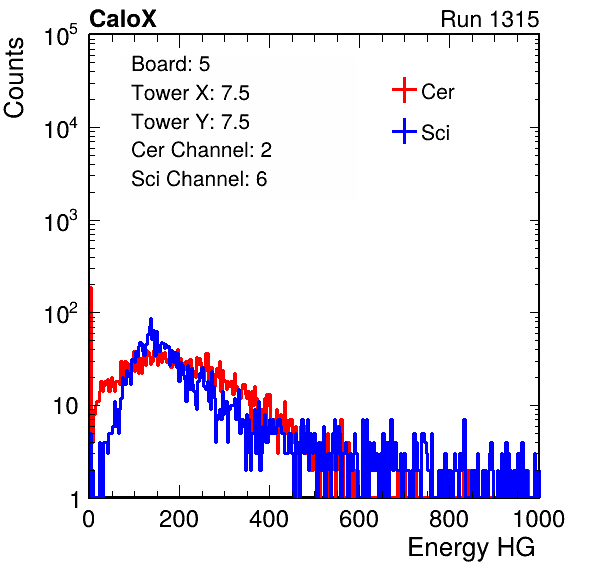 CaloX Run 1315
Counts
10^5
10^4
10^3
10^2
10
1
Board: 5
Tower X: 7.5
Tower Y: 7.5
Cer Channel: 2
Sci Channel: 6
Cer
Sci
0 200 400 600 800 1000
Energy HG